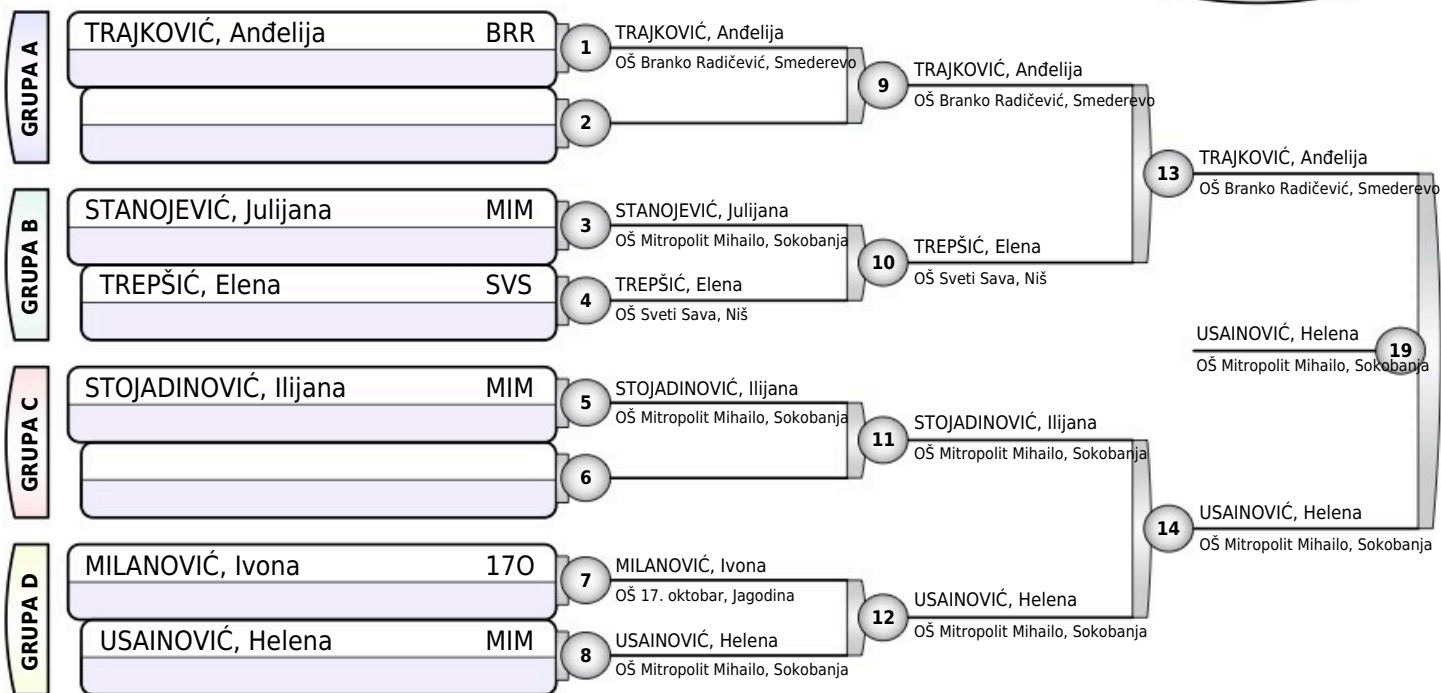 GRUPA A
TRAJKOVIĆ, Anđelija BRR
1
TRAJKOVIĆ, Anđelija
OŠ Branko Radičević, Smederevo
2
9
TRAJKOVIĆ, Anđelija
OŠ Branko Radičević, Smederevo
13
TRAJKOVIĆ, Anđelija
OŠ Branko Radičević, Smederevo
GRUPA B
STANOJEVIĆ, Julijana MIM
3
STANOJEVIĆ, Julijana
OŠ Mitropolit Mihailo, Sokobanja
TREPŠIĆ, Elena SVS
4
TREPŠIĆ, Elena
OŠ Sveti Sava, Niš
10
TREPŠIĆ, Elena
OŠ Sveti Sava, Niš
USAINOVIĆ, Helena
OŠ Mitropolit Mihailo, Sokobanja
19
GRUPA C
STOJADINOVIĆ, Ilijana MIM
5
STOJADINOVIĆ, Ilijana
OŠ Mitropolit Mihailo, Sokobanja
6
11
STOJADINOVIĆ, Ilijana
OŠ Mitropolit Mihailo, Sokobanja
14
USAINOVIĆ, Helena
OŠ Mitropolit Mihailo, Sokobanja
GRUPA D
MILANOVIĆ, Ivona 17O
7
MILANOVIĆ, Ivona
OŠ 17. oktobar, Jagodina
USAINOVIĆ, Helena MIM
8
USAINOVIĆ, Helena
OŠ Mitropolit Mihailo, Sokobanja
12
USAINOVIĆ, Helena
OŠ Mitropolit Mihailo, Sokobanja